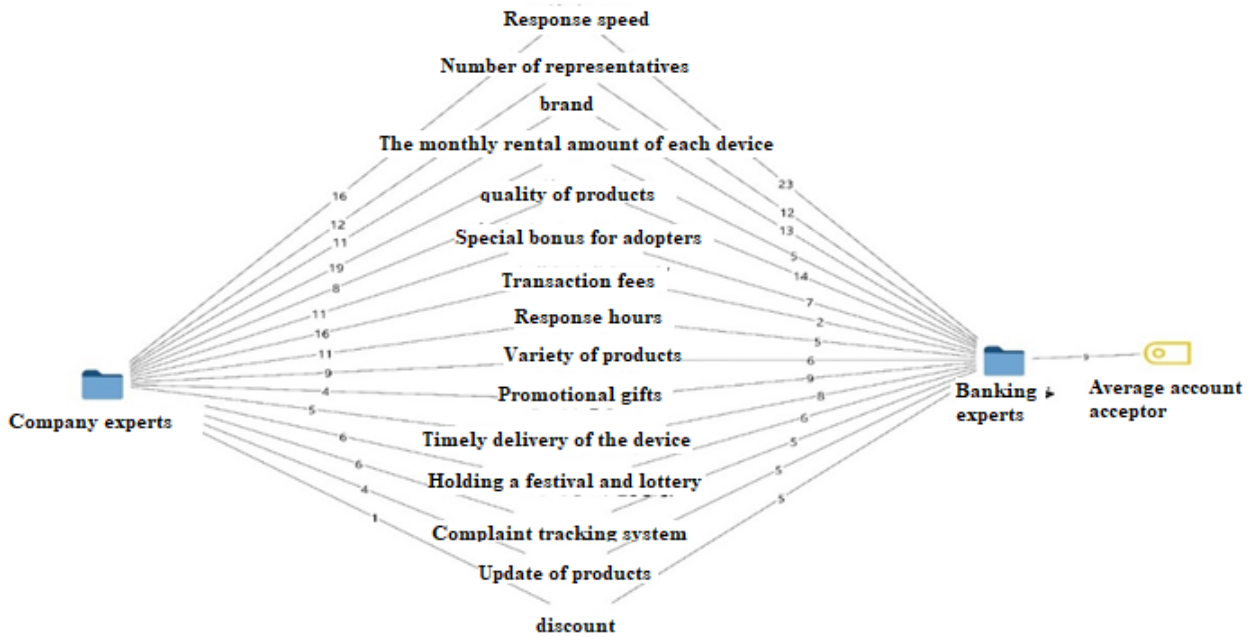 Response speed
Number of representatives
brand
The monthly rental amount of each device
quality of products
Special bonus for adopters
Transaction fees
Response hours
Variety of products
Promotional gifts
Timely delivery of the device
Holding a festival and lottery
Complaint tracking system
Update of products
discount
Company experts
Banking
experts
Average account
acceptor
16
12
11
19
8
11
16
11
9
4
5
6
6
4
1
23
12
13
5
14
7
2
5
6
9
8
6
5
5
5
9